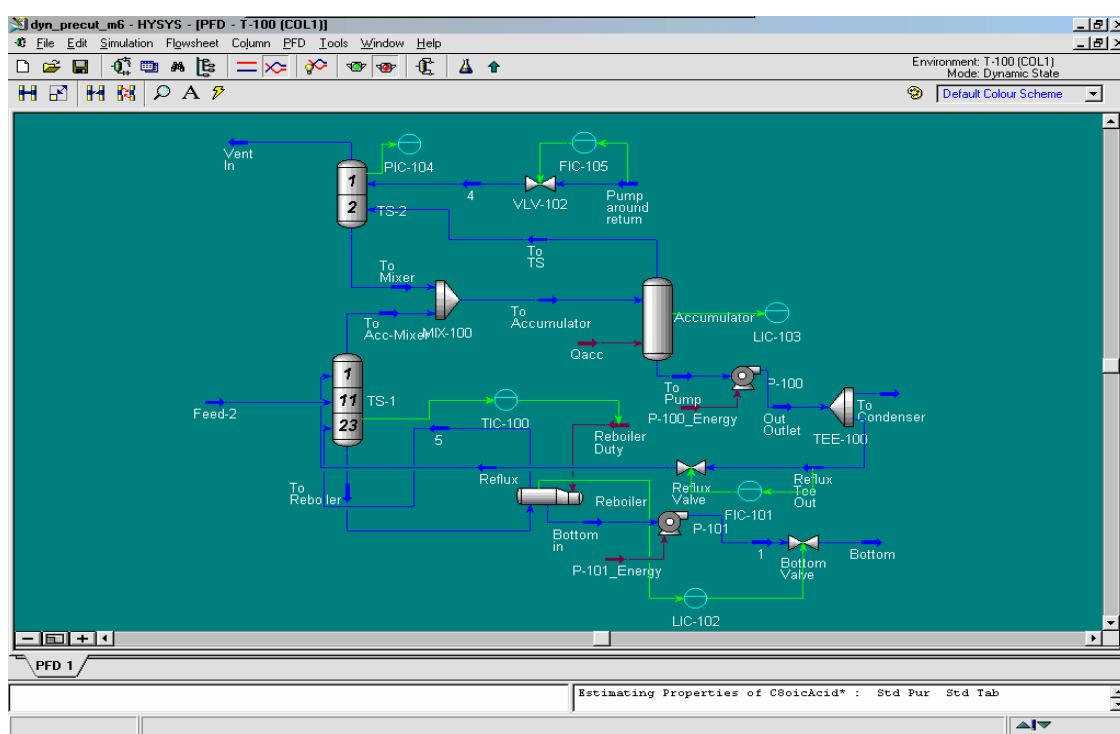 dyn_precut_m6 - HYSYS - [PFD - T-100 (COL1)]
File Edit Simulation Flowsheet Column PFD Tools Window Help
Environment: T-100 (COL1)
Mode: Dynamic State
A
Default Colour Scheme
Vent
In
PIC-104
FIC-105
1
2
TS-2
4
VLV-102
Pump
around
return
To
TS
To
Mixer
To
Acc-Mixer
MIX-100
To
Accumulator
Accumulator
LIC-103
Qacc
To
Pump
P-100
P-100_Energy
Out
Outlet
TEE-100
To
Condenser
Feed-2
1
11
23
TS-1
TIC-100
5
Reboiler
Duty
To
Reboiler
Reflux
Reboiler
Reflux
Valve
Reflux
Tee
Out
FIC-101
Bottom
in
P-101
P-101_Energy
1
Bottom
Valve
Bottom
LIC-102
PFD 1
Estimating Properties of C8oicAcid* : Std Pur Std Tab